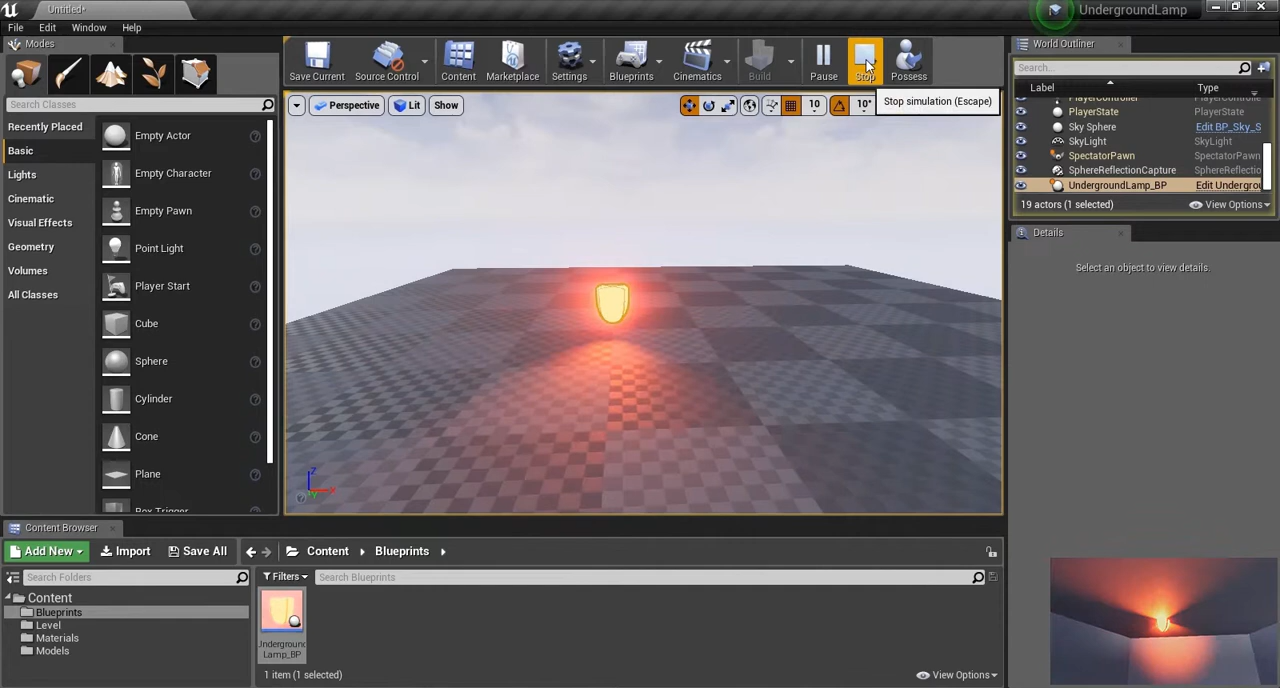 Untitled*
UndergroundLamp
File Edit Window Help
Modes
Search Classes
Recently Placed
Basic
Lights
Cinematic
Visual Effects
Geometry
Volumes
All Classes
Empty Actor
Empty Character
Empty Pawn
Point Light
Player Start
Cube
Sphere
Cylinder
Cone
Plane
Box Trigger
Save Current
Source Control
Content
Marketplace
Settings
Blueprints
Cinematics
Build
Pause
Stop
Possess
Perspective
Lit
Show
10
10°
Stop simulation (Escape)
Z
X
World Outliner
Search...
Label Type
PlayerController PlayerControlle
PlayerState PlayerState
Sky Sphere Edit BP_Sky_S
SkyLight SkyLight
SpectatorPawn SpectatorPawn
SphereReflectionCapture SphereReflectio
UndergroundLamp_BP Edit Undergrou
19 actors (1 selected) View Options
Details
Select an object to view details.
Content Browser
Add New Import Save All Content Blueprints
Search Folders
Content
Blueprints
Level
Materials
Models
Filters Search Blueprints
Underground
Lamp_BP
1 item (1 selected) View Options